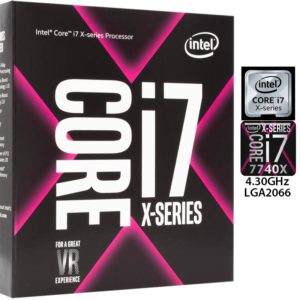 Intel® Core™ i7 X-series Processor
intel
CORE
i7
X-SERIES
FOR A GREAT
VR
EXPERIENCE
intel
CORE i7
X-series
X-SERIES
CORE
i7
7740X
4.30GHz
LGA2066